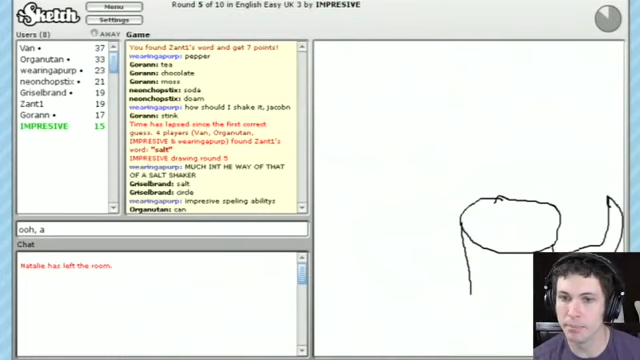 iSketch
Menu
Settings
Round 5 of 10 in English Easy UK 3 by IMPRESIVE
Users (8)
AWAY
Game
Van • 37
Organutan • 33
wearingapurp • 23
neonchopstix • 21
Griselbrand • 19
Zant1 19
Gorann • 17
IMPRESIVE 15
You found Zant1's word and get 7 points!
wearingapurp: pepper
Gorann: tea
Gorann: chocolate
Gorann: moss
neonchopstix: soda
neonchopstix: doam
wearingapurp: how should I shake it, jacobn
Gorann: stink
Time has lapsed since the first correct
guess. 4 players (Van, Organutan,
IMPRESIVE & wearingapurp) found Zant1's
word: "salt"
IMPRESIVE drawing round 5
wearingapurp: MUCH INT HE WAY OF THAT
OF A SALT SHAKER
Griselbrand: salt
Griselbrand: circle
wearingapurp: impresive speling abilitys
Organutan: can
ooh, a
Chat
Natalie has left the room.